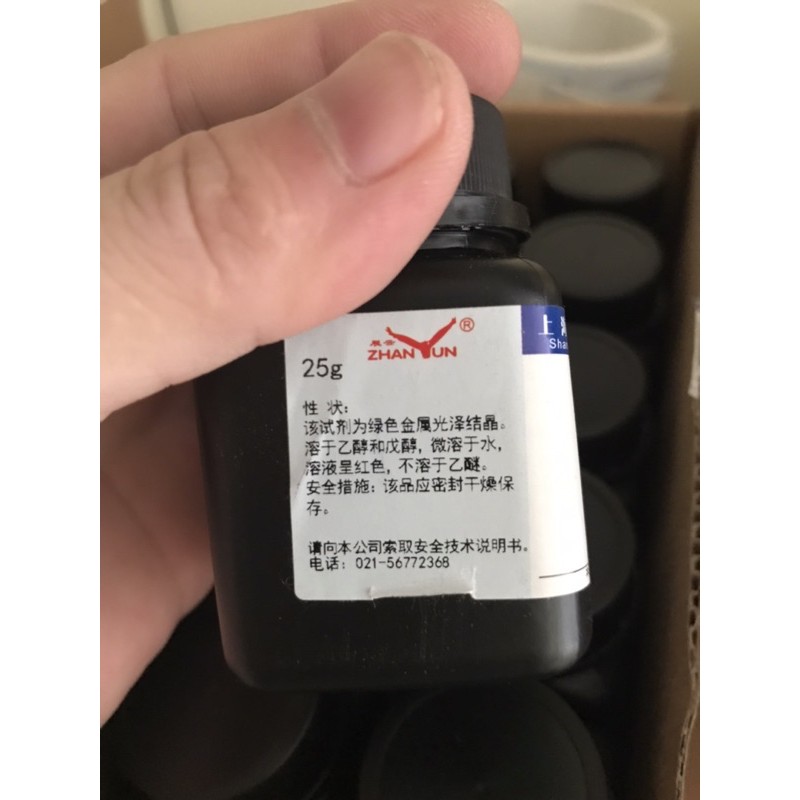 展云
ZHANYUN®
25g
性 状:
该试剂为绿色金属光泽结晶。
溶于乙醇和戊醇, 微溶于水,
溶液呈红色, 不溶于乙醚。
安全措施: 该品应密封干燥保
存。
请向本公司索取安全技术说明书。
电话: 021-56772368
上
Shan